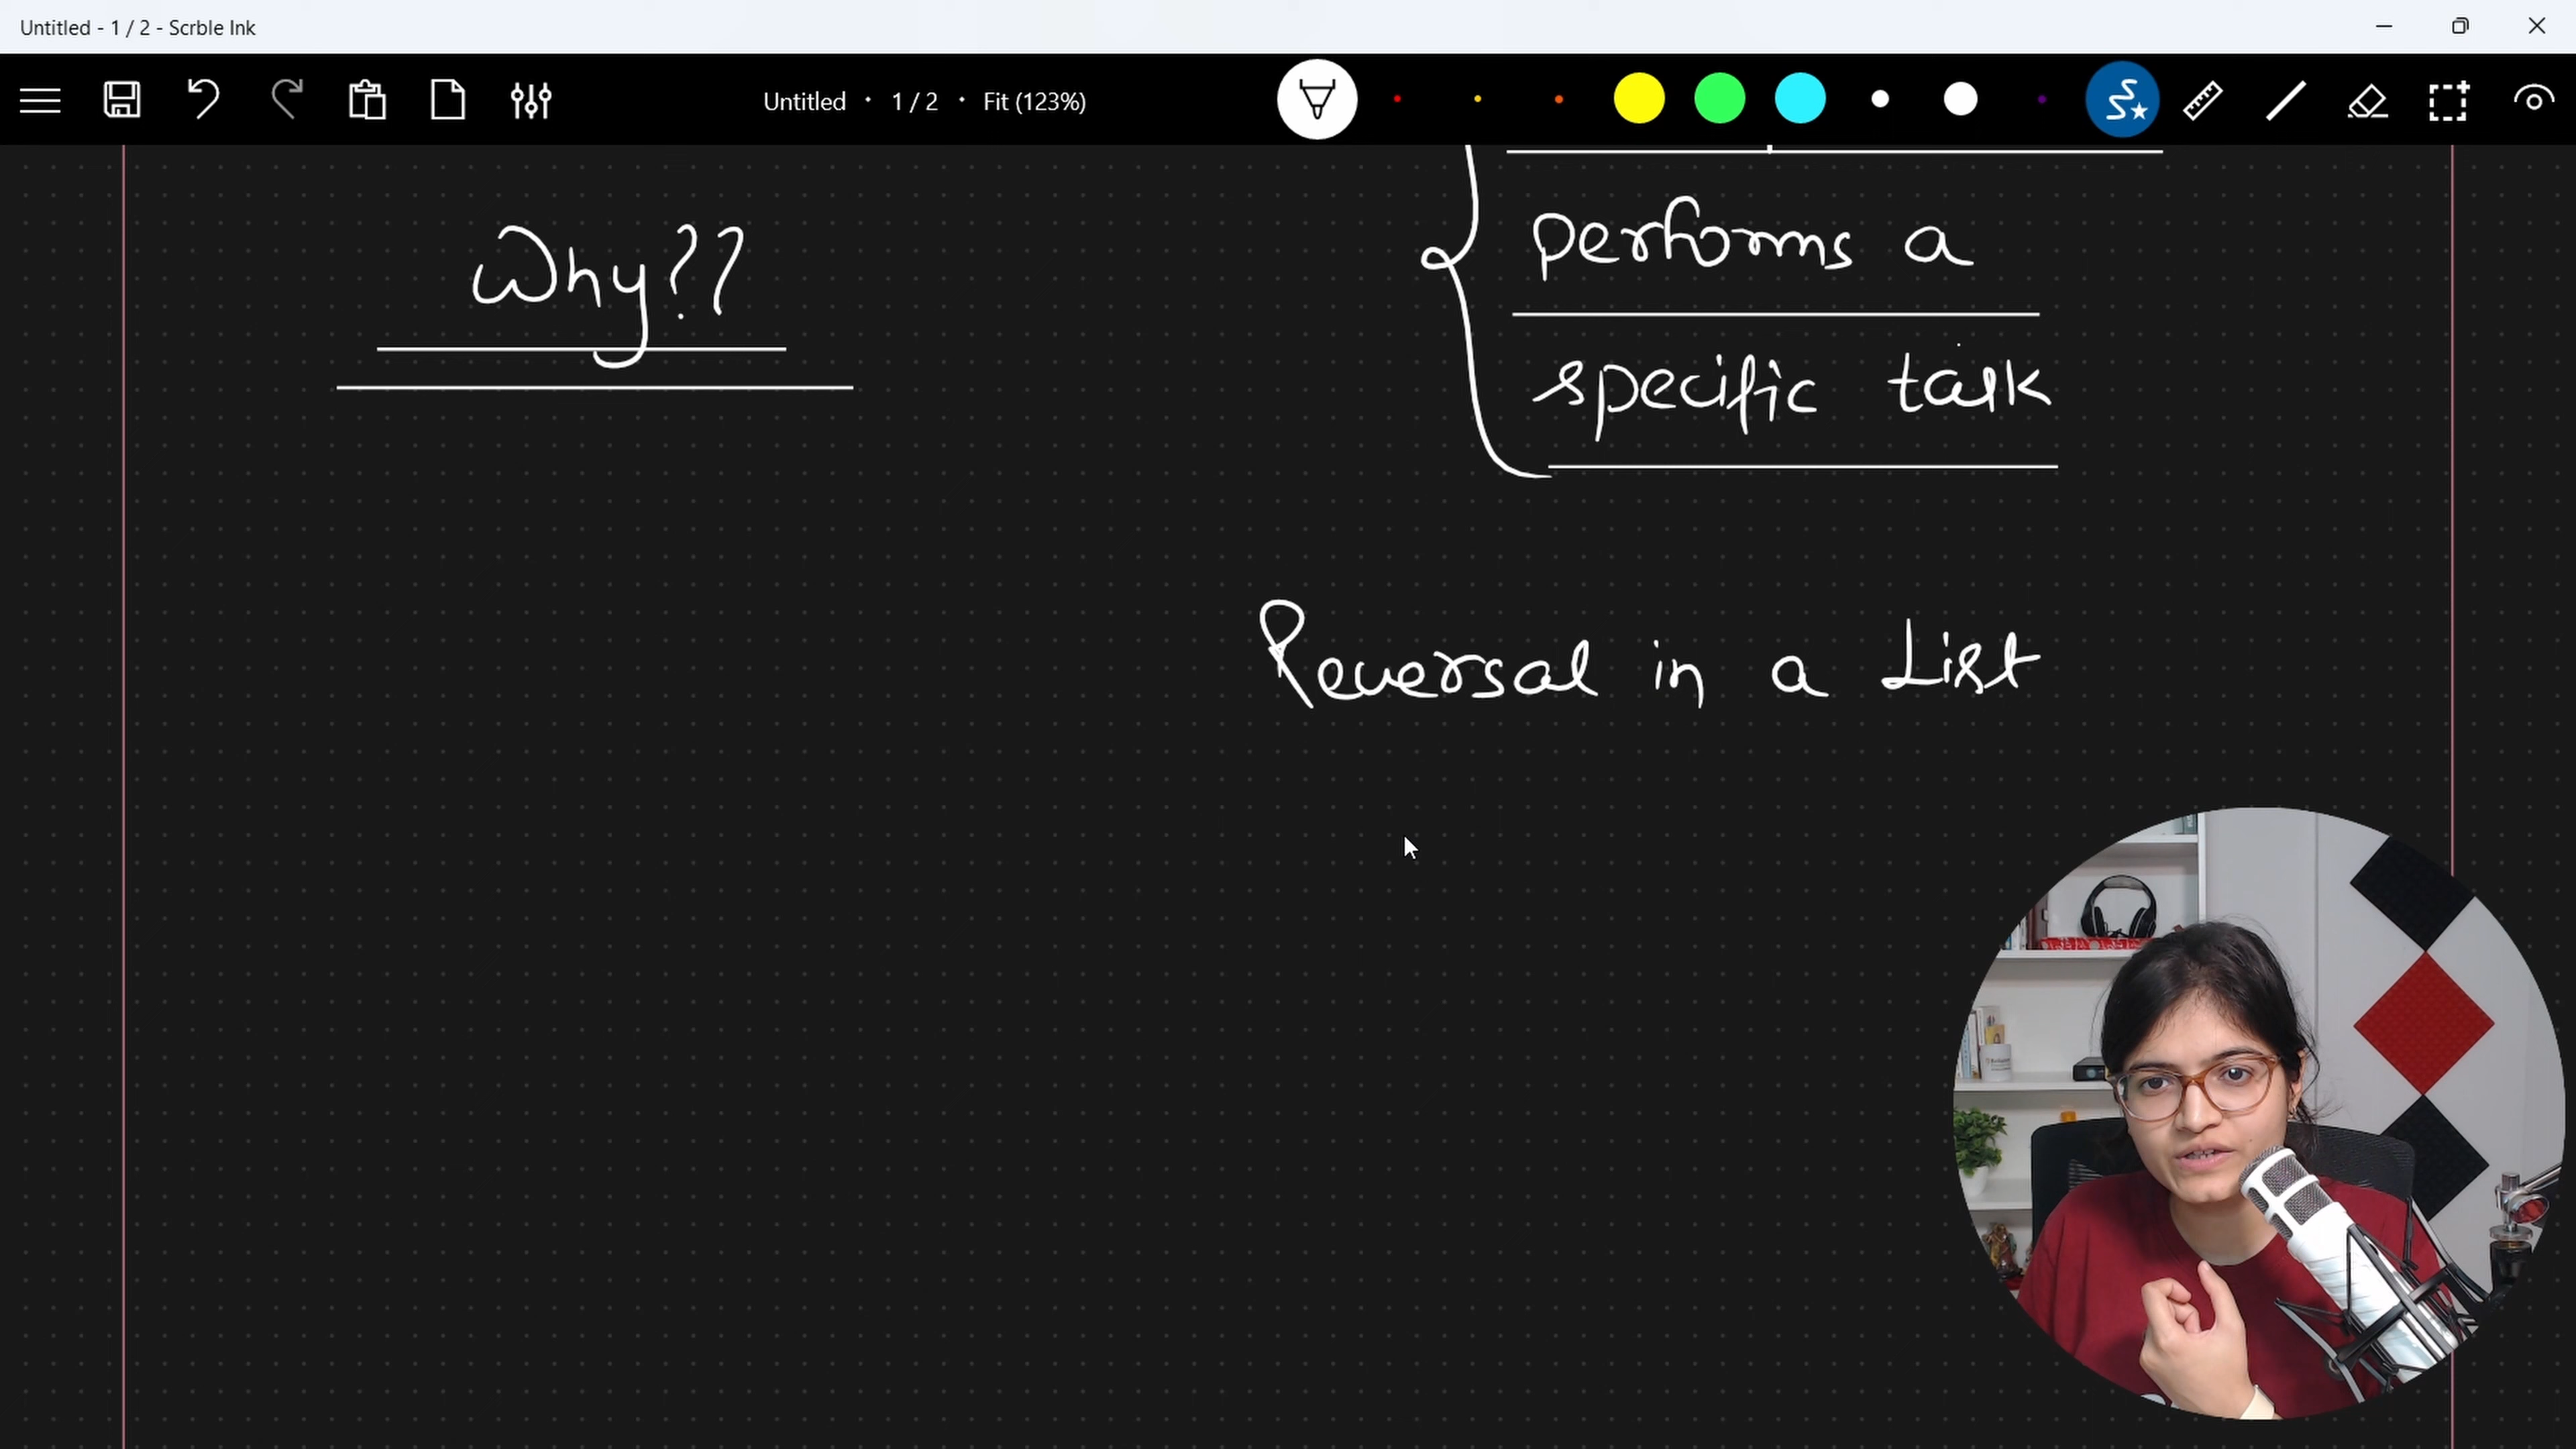 Untitled - 1 / 2 - Scrble Ink
Untitled • 1 / 2 • Fit (123%)
Why??
performs a
specific task
Reversal in a List